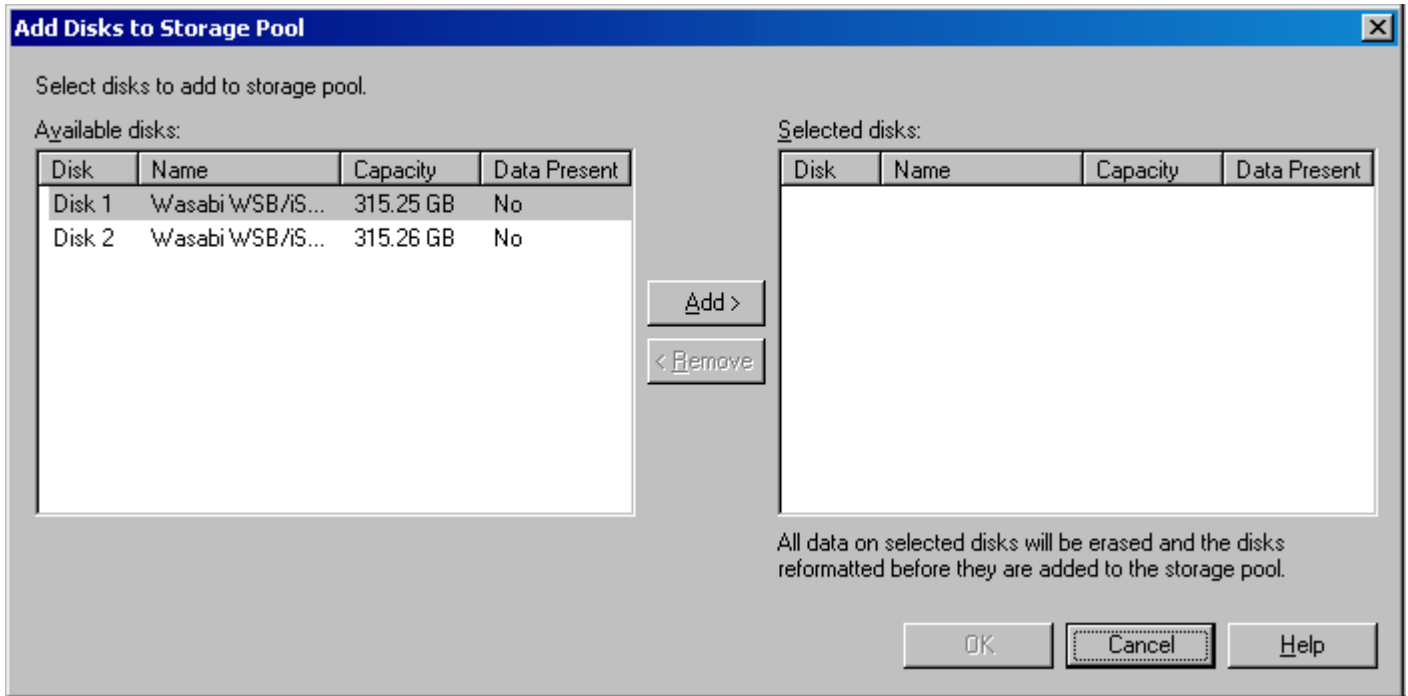 Add Disks to Storage Pool
Select disks to add to storage pool.
Available disks:
Disk Name Capacity Data Present
Disk 1 Wasabi WSB/iS... 315.25 GB No
Disk 2 Wasabi WSB/iS... 315.26 GB No
Add >
< Remove
Selected disks:
Disk Name Capacity Data Present
All data on selected disks will be erased and the disks
reformatted before they are added to the storage pool.
OK Cancel Help